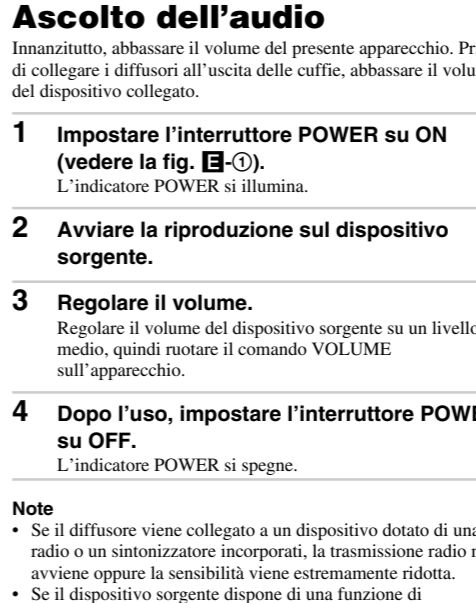 Ascolto dell'audio
Innanzitutto, abbassare il volume del presente apparecchio.
di collegare i diffusori all'uscita delle cuffie, abbassare il
del dispositivo collegato.
1 Impostare l'interruttore POWER su ON
(vedere la fig. E-①).
L'indicatore POWER si illumina.
2 Avviare la riproduzione sul dispositivo
sorgente.
3 Regolare il volume.
Regolare il volume del dispositivo sorgente su un livello
medio, quindi ruotare il comando VOLUME
sull'apparecchio.
4 Dopo l'uso, impostare l'interruttore
su OFF.
L'indicatore POWER si spegne.
Note
• Se il diffusore viene collegato a un dispositivo dotato di una
radio o un sintonizzatore incorporati, la trasmissione radio
avviene oppure la sensibilità viene estremamente ridotta.
• Se il dispositivo sorgente dispone di una funzione di